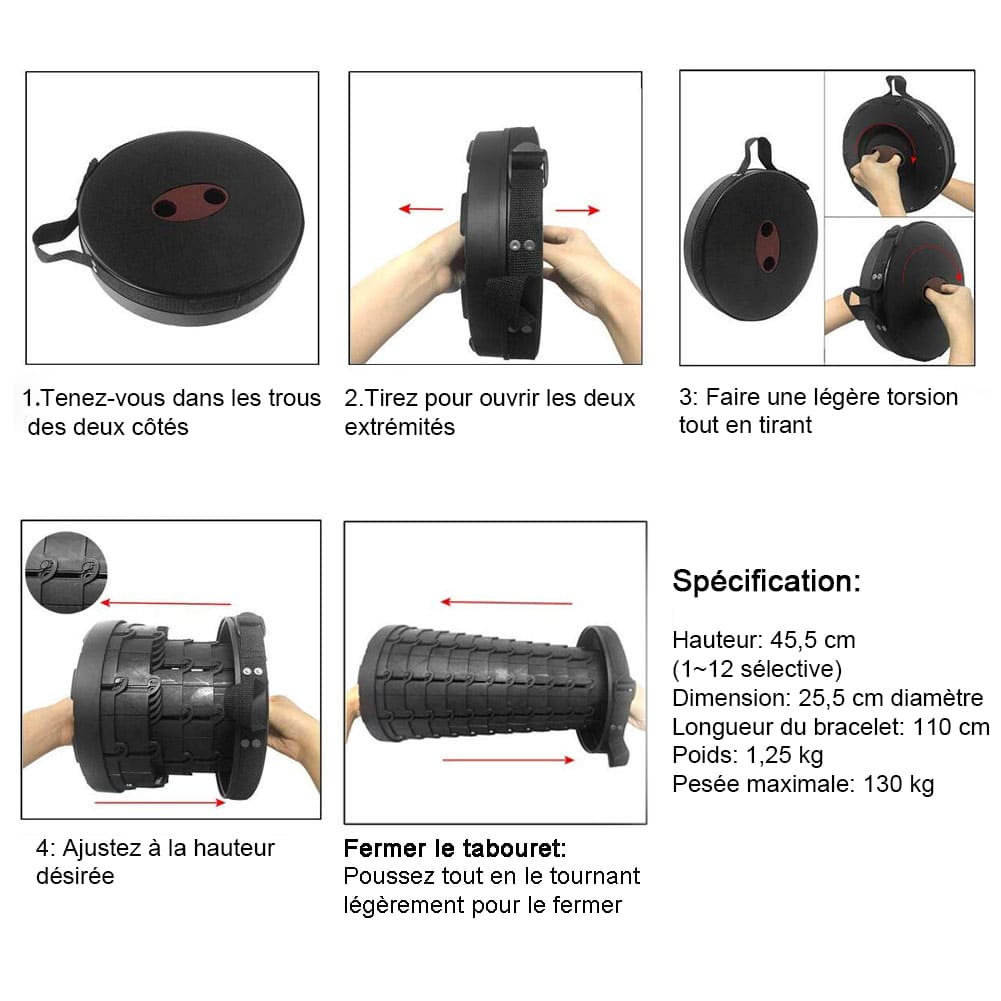 1.Tenez-vous dans les trous
des deux côtés
2.Tirez pour ouvrir les deux
extrémités
3: Faire une légère torsion
tout en tirant
4: Ajustez à la hauteur
désirée
Fermer le tabouret:
Poussez tout en le tournant
légèrement pour le fermer
Spécification:
Hauteur: 45,5 cm
(1~12 sélective)
Dimension: 25,5 cm diamètre
Longueur du bracelet: 110 cm
Poids: 1,25 kg
Pesée maximale: 130 kg